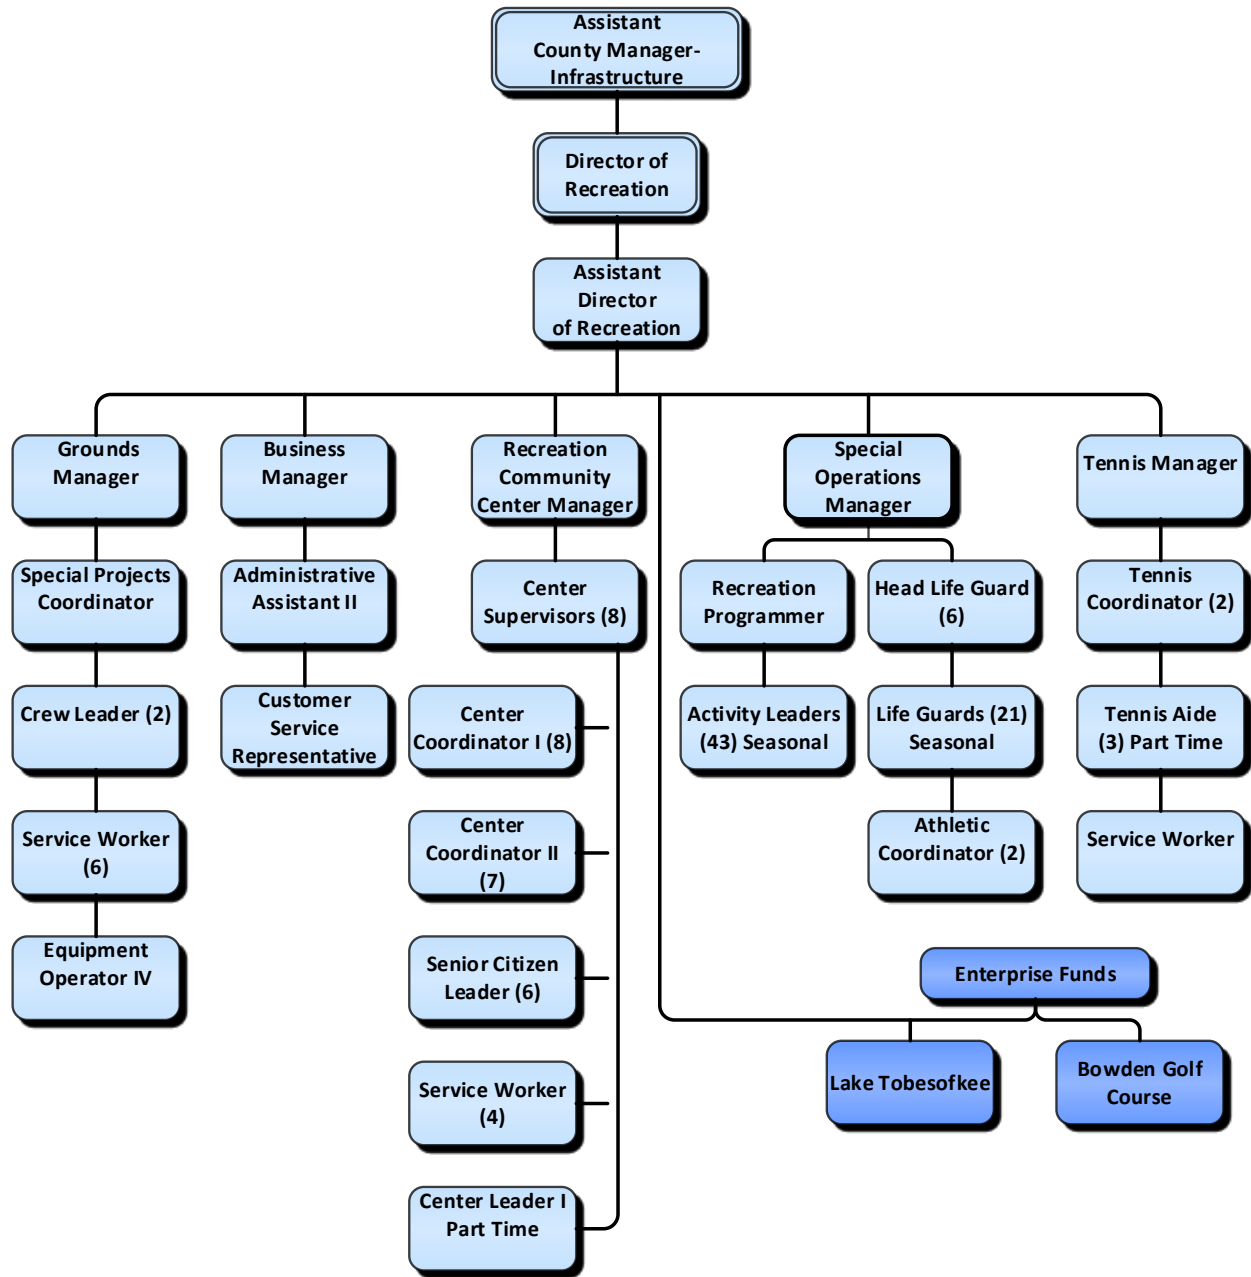 Assistant
County Manager-
Infrastructure
Director of
Recreation
Assistant
Director
of Recreation
Grounds
Manager
Business
Manager
Recreation
Community
Center Manager
Special
Operations
Manager
Tennis Manager
Special Projects
Coordinator
Administrative
Assistant II
Center
Supervisors (8)
Recreation
Programmer
Head Life Guard
(6)
Tennis
Coordinator (2)
Crew Leader (2)
Customer
Service
Representative
Center
Coordinator I (8)
Activity Leaders
(43) Seasonal
Life Guards (21)
Seasonal
Tennis Aide
(3) Part Time
Service Worker
(6)
Center
Coordinator II
(7)
Athletic
Coordinator (2)
Service Worker
Equipment
Operator IV
Senior Citizen
Leader (6)
Enterprise Funds
Lake Tobesofkee
Bowden Golf
Course
Service Worker
(4)
Center Leader I
Part Time